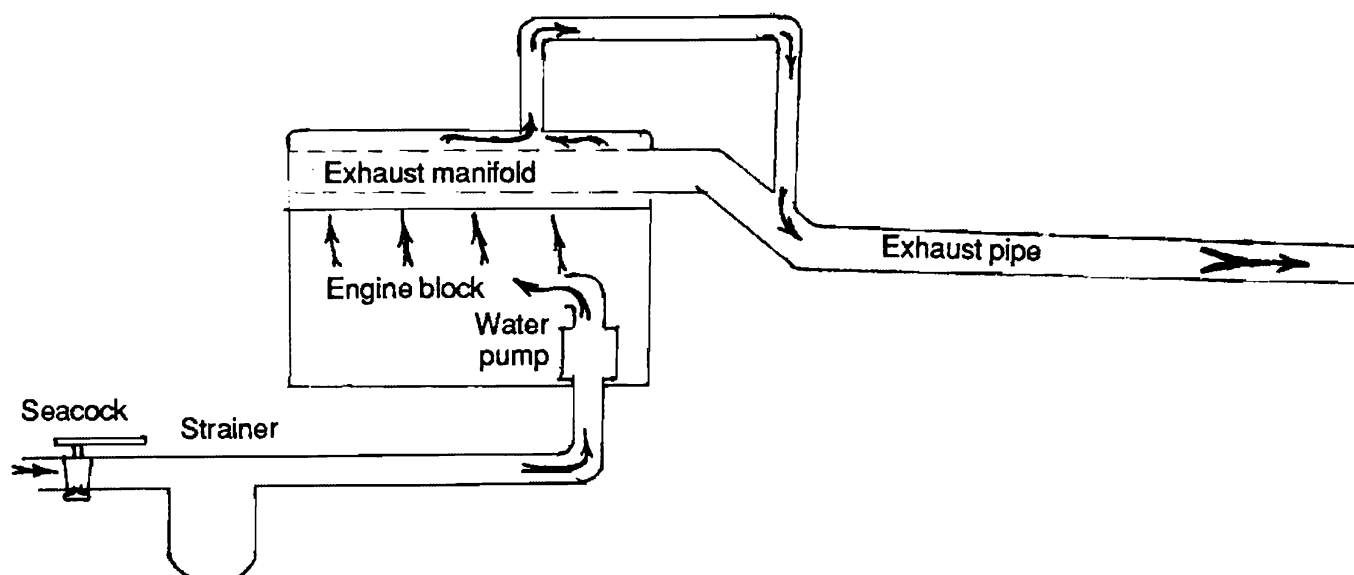 Exhaust manifold
Exhaust pipe
Engine block
Water
pump
Seacock
Strainer